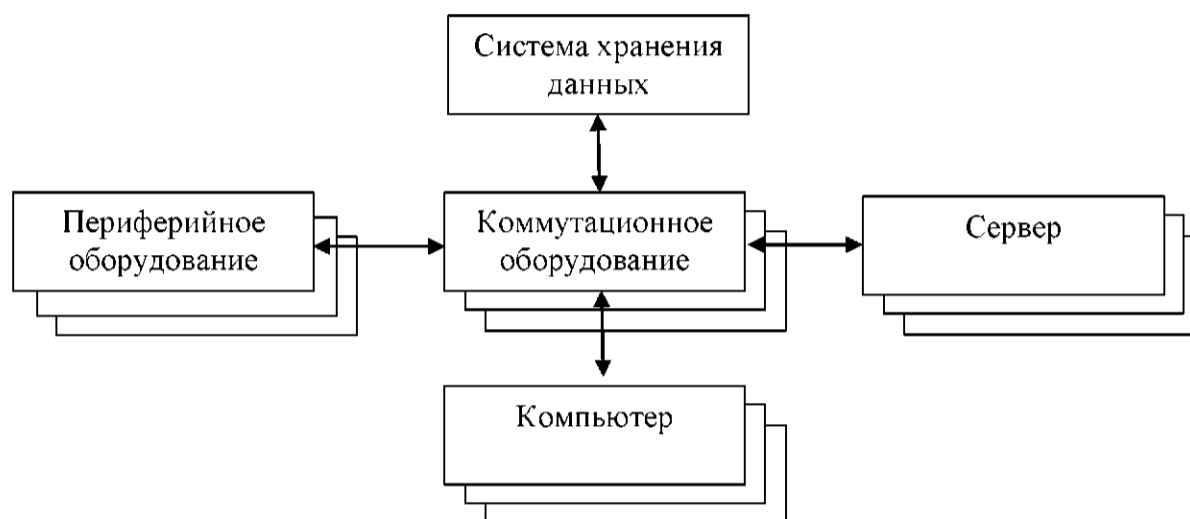 Система хранения
данных
Периферийное
оборудование
Коммутационное
оборудование
Сервер
Компьютер